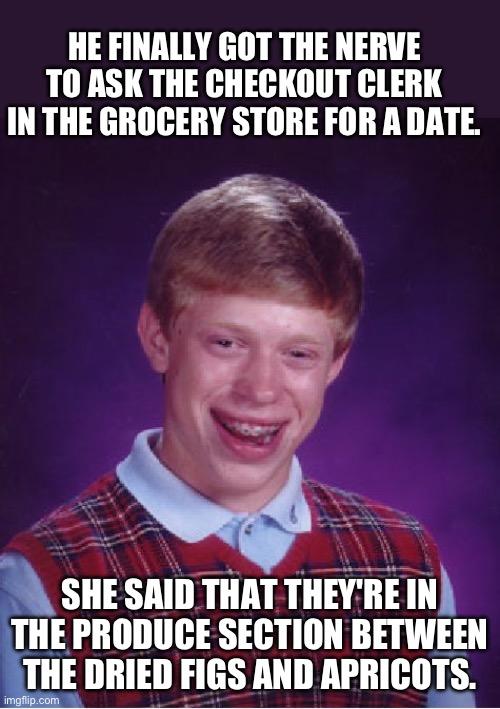 HE FINALLY GOT THE NERVE
TO ASK THE CHECKOUT CLERK
IN THE GROCERY STORE FOR A DATE.
SHE SAID THAT THEY'RE IN
THE PRODUCE SECTION BETWEEN
THE DRIED FIGS AND APRICOTS.
imgflip.com